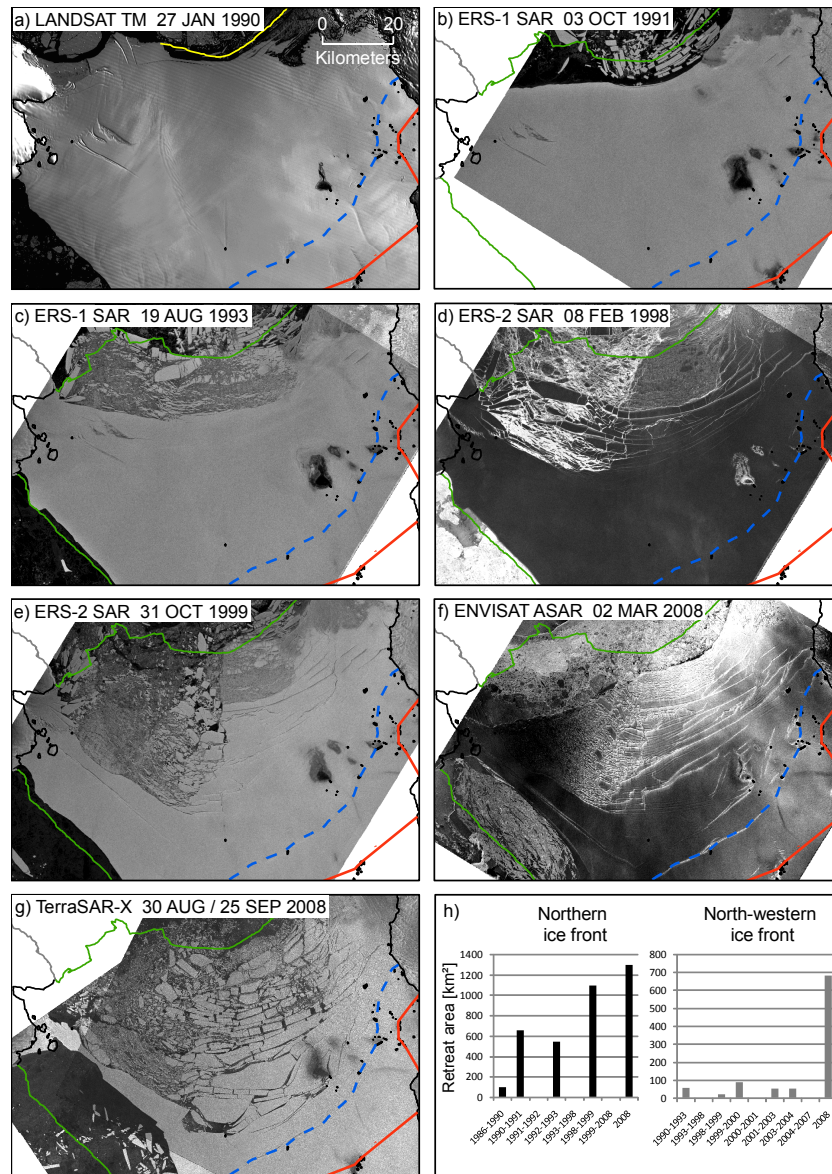 a) LANDSAT TM 27 JAN 1990
0 20
Kilometers
b) ERS-1 SAR 03 OCT 1991
c) ERS-1 SAR 19 AUG 1993
d) ERS-2 SAR 08 FEB 1998
e) ERS-2 SAR 31 OCT 1999
f) ENVISAT ASAR 02 MAR 2008
g) TerraSAR-X 30 AUG / 25 SEP 2008
h)
Northern
ice front
North-western
ice front
Retreat area [km²]
1400
1200
1000
800
600
400
200
0
1986-1990
1990-1991
1991-1992
1992-1993
1993-1998
1998-1999
1999-2008
2008
800
700
600
500
400
300
200
100
0
1990-1993
1993-1998
1998-1999
1999-2000
2000-2001
2001-2003
2003-2004
2004-2007
2008